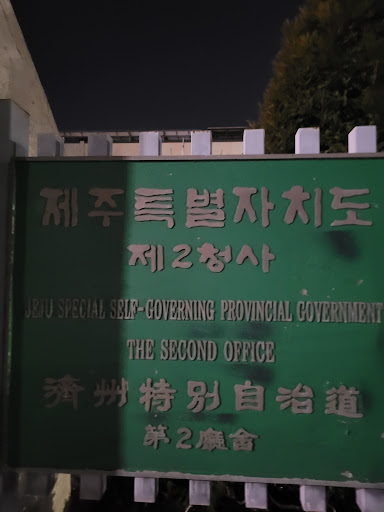 제주특별자치도
제2청사
JEJU SPECIAL SELF-GOVERNING PROVINCIAL GOVERNMENT
THE SECOND OFFICE
濟州特別自治道
第2廳舍